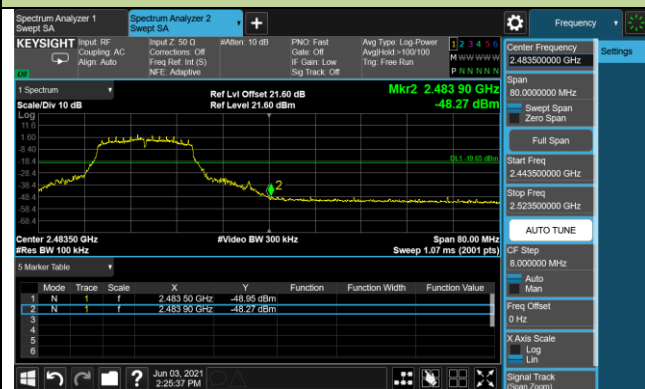 Spectrum Analyzer 1
Swept SA
Spectrum Analyzer 2
Swept SA
+
Frequency
KEYSIGHT
Input: RF
Coupling: AC
Align: Auto
Input Z: 50 Ω
Corrections: Off
Freq Ref: Int (S)
NFE: Adaptive
#Atten: 10 dB
PNO: Fast
Gate: Off
IF Gain: Low
Sig Track: Off
Avg Type: Log-Power
Avg|Hold:>100/100
Trig: Free Run
1 2 3 4 5 6
M W W W W W
P N N N N N
Center Frequency
2.483500000 GHz
Settings
Span
80.0000000 MHz
Swept Span
Zero Span
Full Span
Start Freq
2.443500000 GHz
Stop Freq
2.523500000 GHz
AUTO TUNE
CF Step
8.000000 MHz
Auto
Man
Freq Offset
0 Hz
X Axis Scale
Log
Lin
Signal Track
(Span Zoom)
1 Spectrum
Scale/Div 10 dB
Log
Ref Lvl Offset 21.60 dB
Ref Level 21.60 dBm
Mkr2 2.483 90 GHz
-48.27 dBm
11.6
1.60
-8.40
-18.4
-28.4
-38.4
-48.4
-58.4
-68.4
DL1 -19.65 dBm
2
Center 2.48350 GHz
#Res BW 100 kHz
#Video BW 300 kHz
Span 80.00 MHz
Sweep 1.07 ms (2001 pts)
5 Marker Table
Mode Trace Scale X Y Function Function Width Function Value
1 N 1 f 2.483 50 GHz -48.95 dBm
2 N 1 f 2.483 90 GHz -48.27 dBm
3
4
5
6
?
Jun 03, 2021
2:25:37 PM